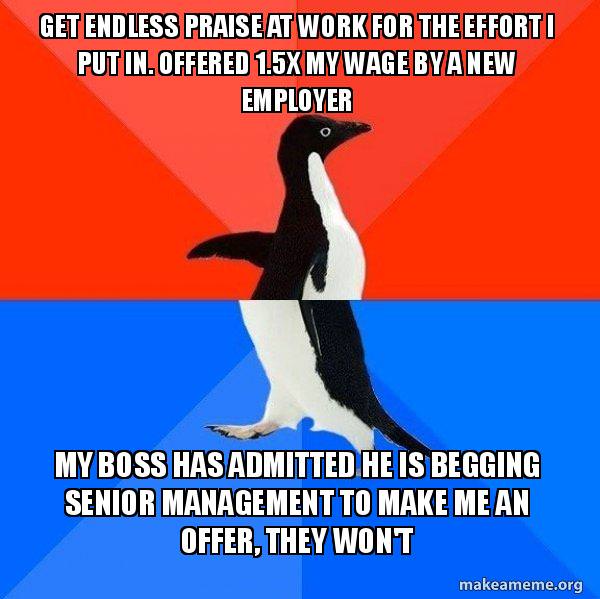 GET ENDLESS PRAISE AT WORK FOR THE EFFORT I
PUT IN. OFFERED 1.5X MY WAGE BY A NEW
EMPLOYER
MY BOSS HAS ADMITTED HE IS BEGGING
SENIOR MANAGEMENT TO MAKE ME AN
OFFER, THEY WON'T
makeameme.org